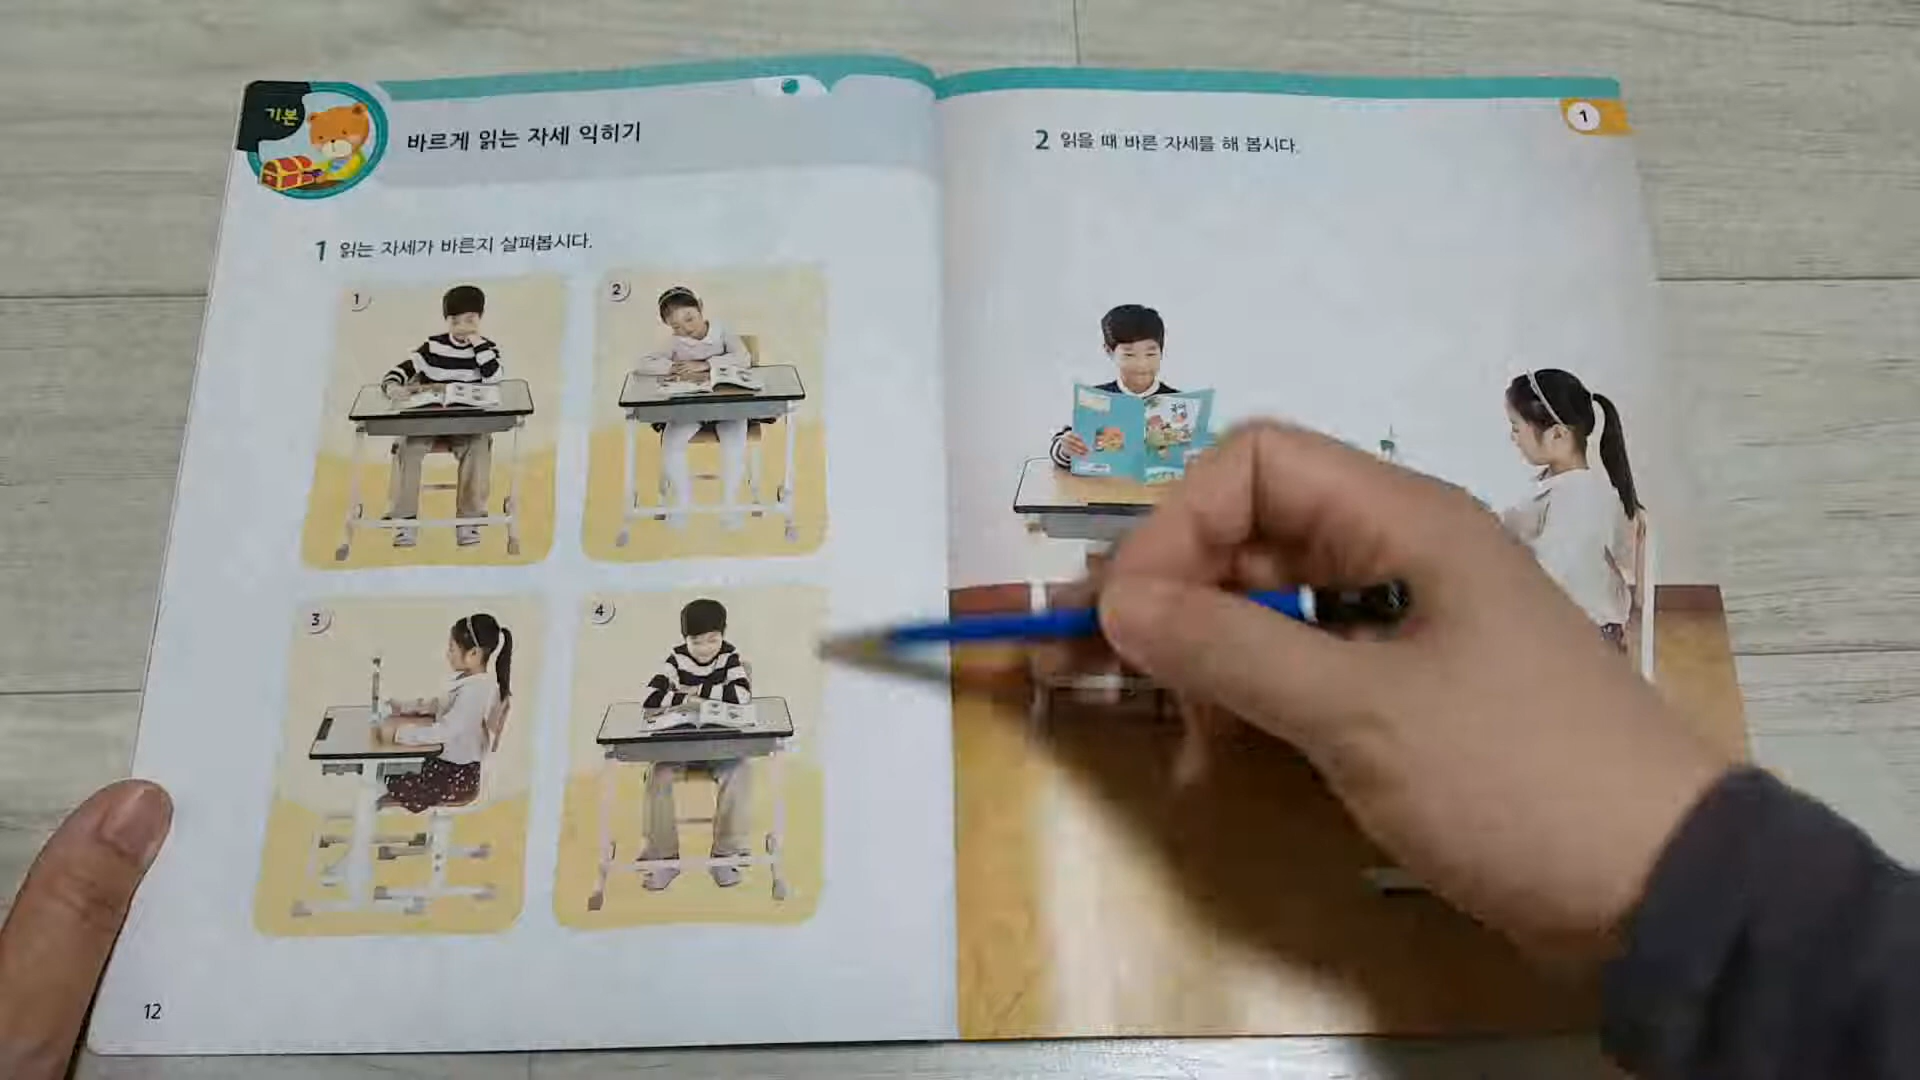 기본
바르게 읽는 자세 익히기
1 읽는 자세가 바른지 살펴봅시다.
1
2
3
4
12
1
2 읽을 때 바른 자세를 해 봅시다.
국어